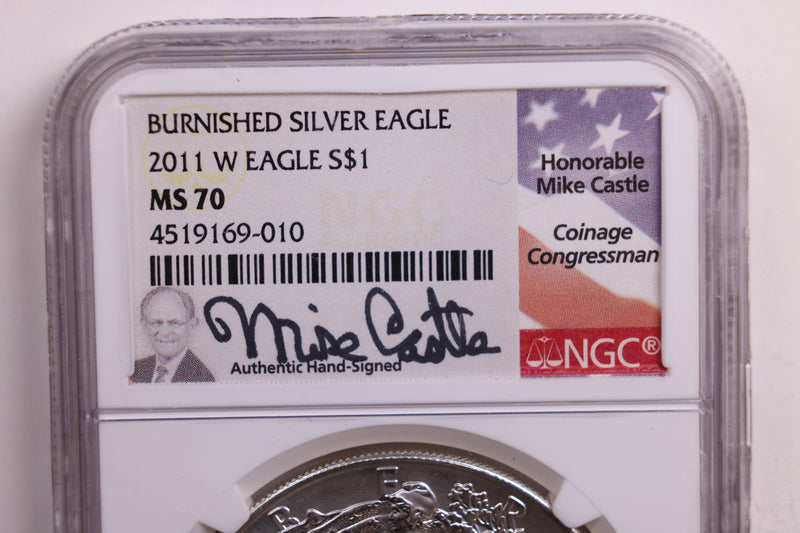 BURNISHED SILVER EAGLE
2011 W EAGLE S$1
MS 70
4519169-010
NGC
Mike Castle
Authentic Hand-Signed
Honorable
Mike Castle
Coinage
Congressman
NGC®
B E R